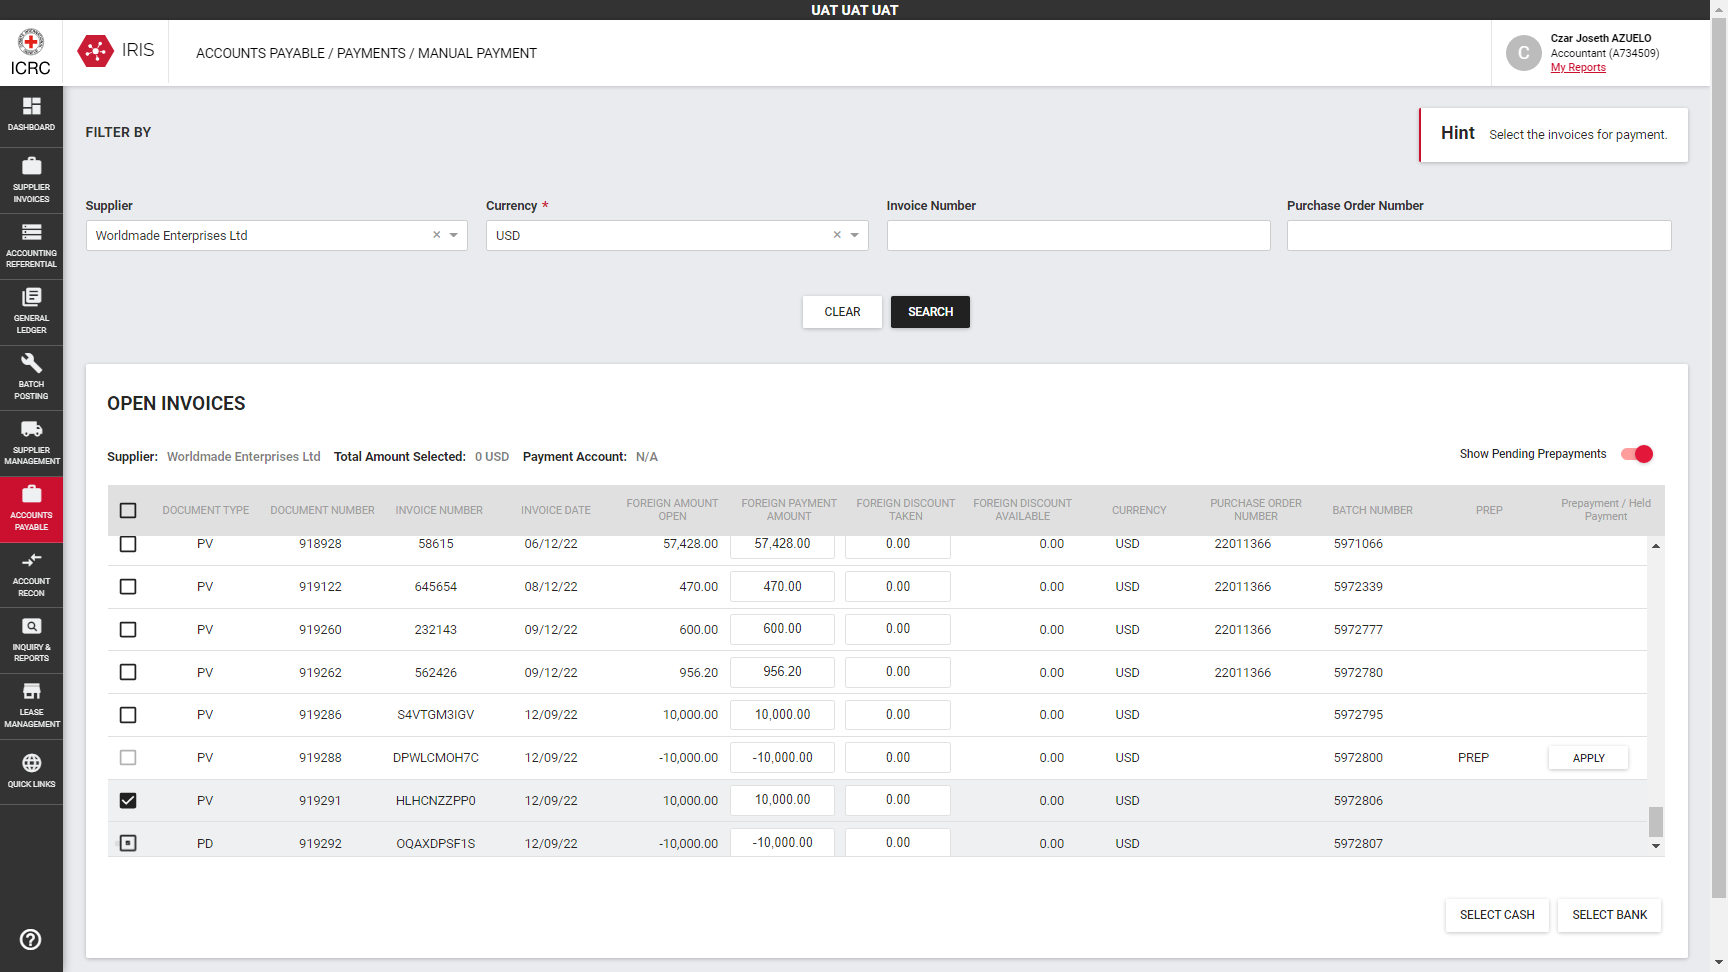 UAT UAT UAT
ICRC
IRIS
ACCOUNTS PAYABLE / PAYMENTS / MANUAL PAYMENT
C
Czar Joseth AZUELO
Accountant (A734509)
My Reports
DASHBOARD
SUPPLIER
INVOICES
ACCOUNTING
REFERENTIAL
GENERAL
LEDGER
BATCH
POSTING
SUPPLIER
MANAGEMENT
ACCOUNTS
PAYABLE
ACCOUNT
RECON
INQUIRY &
REPORTS
LEASE
MANAGEMENT
QUICK LINKS
FILTER BY
Hint Select the invoices for payment.
Supplier Currency * Invoice Number Purchase Order Number
Worldmade Enterprises Ltd × USD ×
CLEAR SEARCH
OPEN INVOICES
Supplier: Worldmade Enterprises Ltd Total Amount Selected: 0 USD Payment Account: N/A Show Pending Prepayments
DOCUMENT TYPE DOCUMENT NUMBER INVOICE NUMBER INVOICE DATE FOREIGN AMOUNT OPEN FOREIGN PAYMENT AMOUNT FOREIGN DISCOUNT TAKEN FOREIGN DISCOUNT AVAILABLE CURRENCY PURCHASE ORDER NUMBER BATCH NUMBER PREP Prepayment / Held Payment
PV 918928 58615 06/12/22 57,428.00 57,428.00 0.00 0.00 USD 22011366 5971066
PV 919122 645654 08/12/22 470.00 470.00 0.00 0.00 USD 22011366 5972339
PV 919260 232143 09/12/22 600.00 600.00 0.00 0.00 USD 22011366 5972777
PV 919262 562426 09/12/22 956.20 956.20 0.00 0.00 USD 22011366 5972780
PV 919286 S4VTGM3IGV 12/09/22 10,000.00 10,000.00 0.00 0.00 USD 5972795
PV 919288 DPWLCMOH7C 12/09/22 -10,000.00 -10,000.00 0.00 0.00 USD 5972800 PREP APPLY
PV 919291 HLHCNZZPP0 12/09/22 10,000.00 10,000.00 0.00 0.00 USD 5972806
PD 919292 OQAXDPSF1S 12/09/22 -10,000.00 -10,000.00 0.00 0.00 USD 5972807
SELECT CASH SELECT BANK